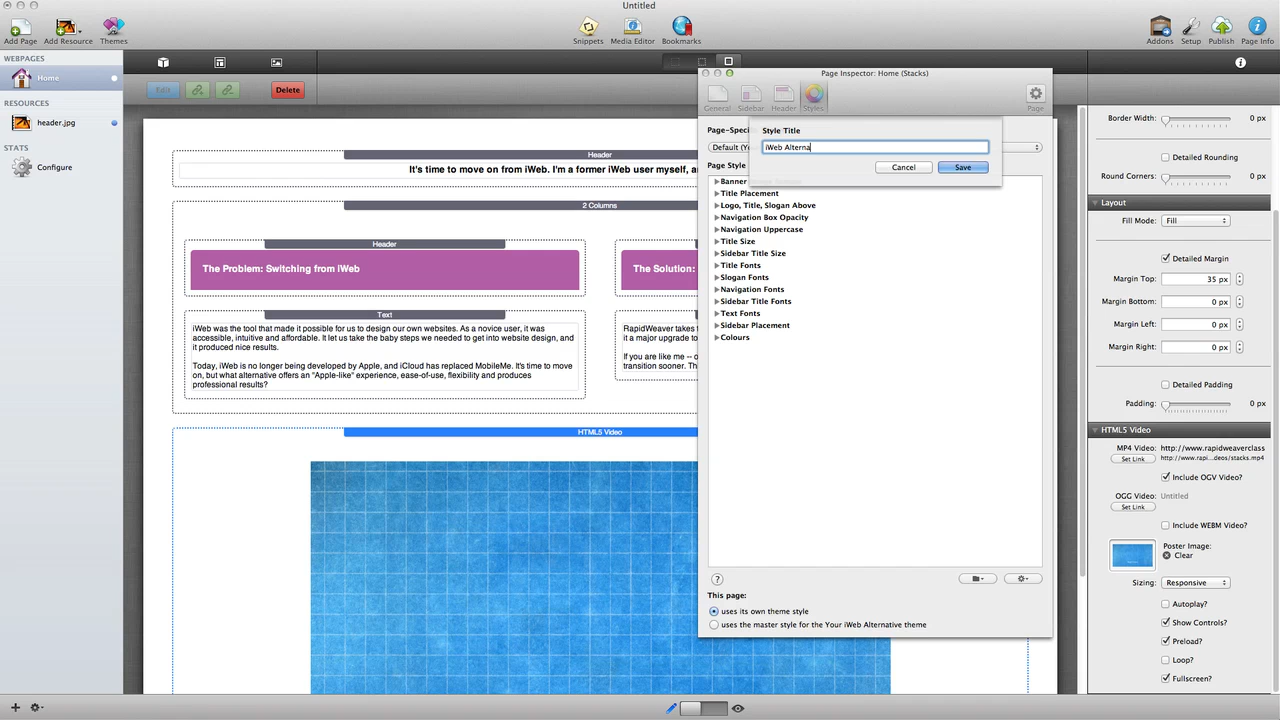 Untitled
Add Page
Add Resource
Themes
Snippets
Media Editor
Bookmarks
Addons
Setup
Publish
Page Info
WEBPAGES
Home
RESOURCES
header.jpg
STATS
Configure
Edit
Delete
Header
It's time to move on from iWeb. I'm a former iWeb user myself,
2 Columns
Header
The Problem: Switching from iWeb
The Solution:
Text
iWeb was the tool that made it possible for us to design our own websites. As a novice user, it was
accessible, intuitive and affordable. It let us take the baby steps we needed to get into website design, and
it produced nice results.
Today, iWeb is no longer being developed by Apple, and iCloud has replaced MobileMe. It's time to move
on, but what alternative offers an "Apple-like" experience, ease-of-use, flexibility and produces
professional results?
RapidWeaver takes
it a major upgrade to
If you are like me -- o
transition sooner. Th
HTML5 Video
Page Inspector: Home (Stacks)
General
Sidebar
Header
Styles
Page
Page-Speci
Default (Yo
Style Title
iWeb Alterna
Cancel
Save
Page Style
Banner
Title Placement
Logo, Title, Slogan Above
Navigation Box Opacity
Navigation Uppercase
Title Size
Sidebar Title Size
Title Fonts
Slogan Fonts
Navigation Fonts
Sidebar Title Fonts
Text Fonts
Sidebar Placement
Colours
?
This page:
uses its own theme style
uses the master style for the Your iWeb Alternative theme
Border Width: 0 px
Detailed Rounding
Round Corners: 0 px
Layout
Fill Mode: Fill
Detailed Margin
Margin Top: 35 px
Margin Bottom: 0 px
Margin Left: 0 px
Margin Right: 0 px
Detailed Padding
Padding: 0 px
HTML5 Video
MP4 Video: http://www.rapidweaverclass
Set Link http://www.rapi...deos/stacks.mp4
Include OGV Video?
OGG Video: Untitled
Set Link
Include WEBM Video?
Poster Image:
Clear
Sizing: Responsive
Autoplay?
Show Controls?
Preload?
Loop?
Fullscreen?